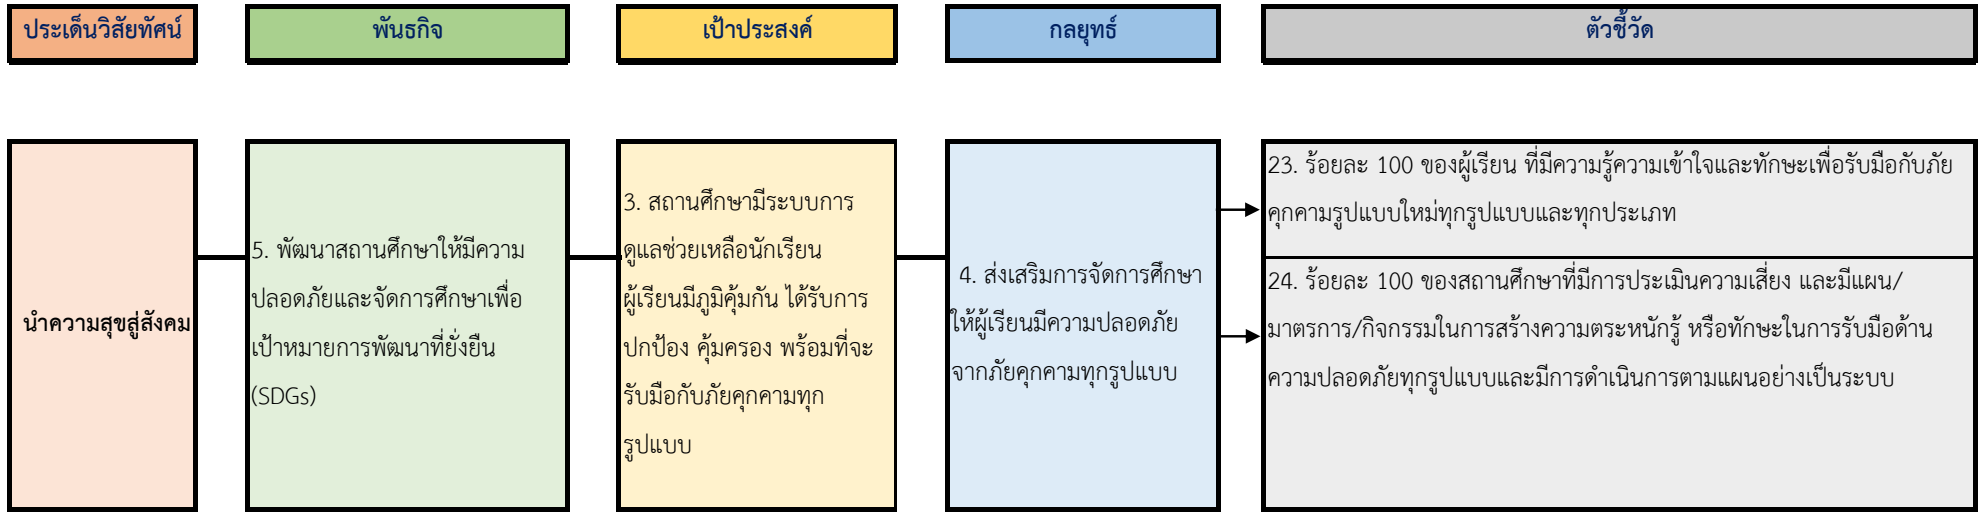 ประเด็นวิสัยทัศน์
พันธกิจ
เป้าประสงค์
กลยุทธ์
ตัวชี้วัด
นำความสุขสู่สังคม
5. พัฒนาสถานศึกษาให้มีความ
ปลอดภัยและจัดการศึกษาเพื่อ
เป้าหมายการพัฒนาที่ยั่งยืน
(SDGs)
3. สถานศึกษามีระบบการ
ดูแลช่วยเหลือนักเรียน
ผู้เรียนมีภูมิคุ้มกัน ได้รับการ
ปกป้อง คุ้มครอง พร้อมที่จะ
รับมือกับภัยคุกคามทุก
รูปแบบ
4. ส่งเสริมการจัดการศึกษา
ให้ผู้เรียนมีความปลอดภัย
จากภัยคุกคามทุกรูปแบบ
23. ร้อยละ 100 ของผู้เรียน ที่มีความรู้ความเข้าใจและทักษะเพื่อรับมือกับภัย
คุกคามรูปแบบใหม่ทุกรูปแบบและทุกประเภท
24. ร้อยละ 100 ของสถานศึกษาที่มีการประเมินความเสี่ยง และมีแผน/
มาตรการ/กิจกรรมในการสร้างความตระหนักรู้ หรือทักษะในการรับมือด้าน
ความปลอดภัยทุกรูปแบบและมีการดำเนินการตามแผนอย่างเป็นระบบ